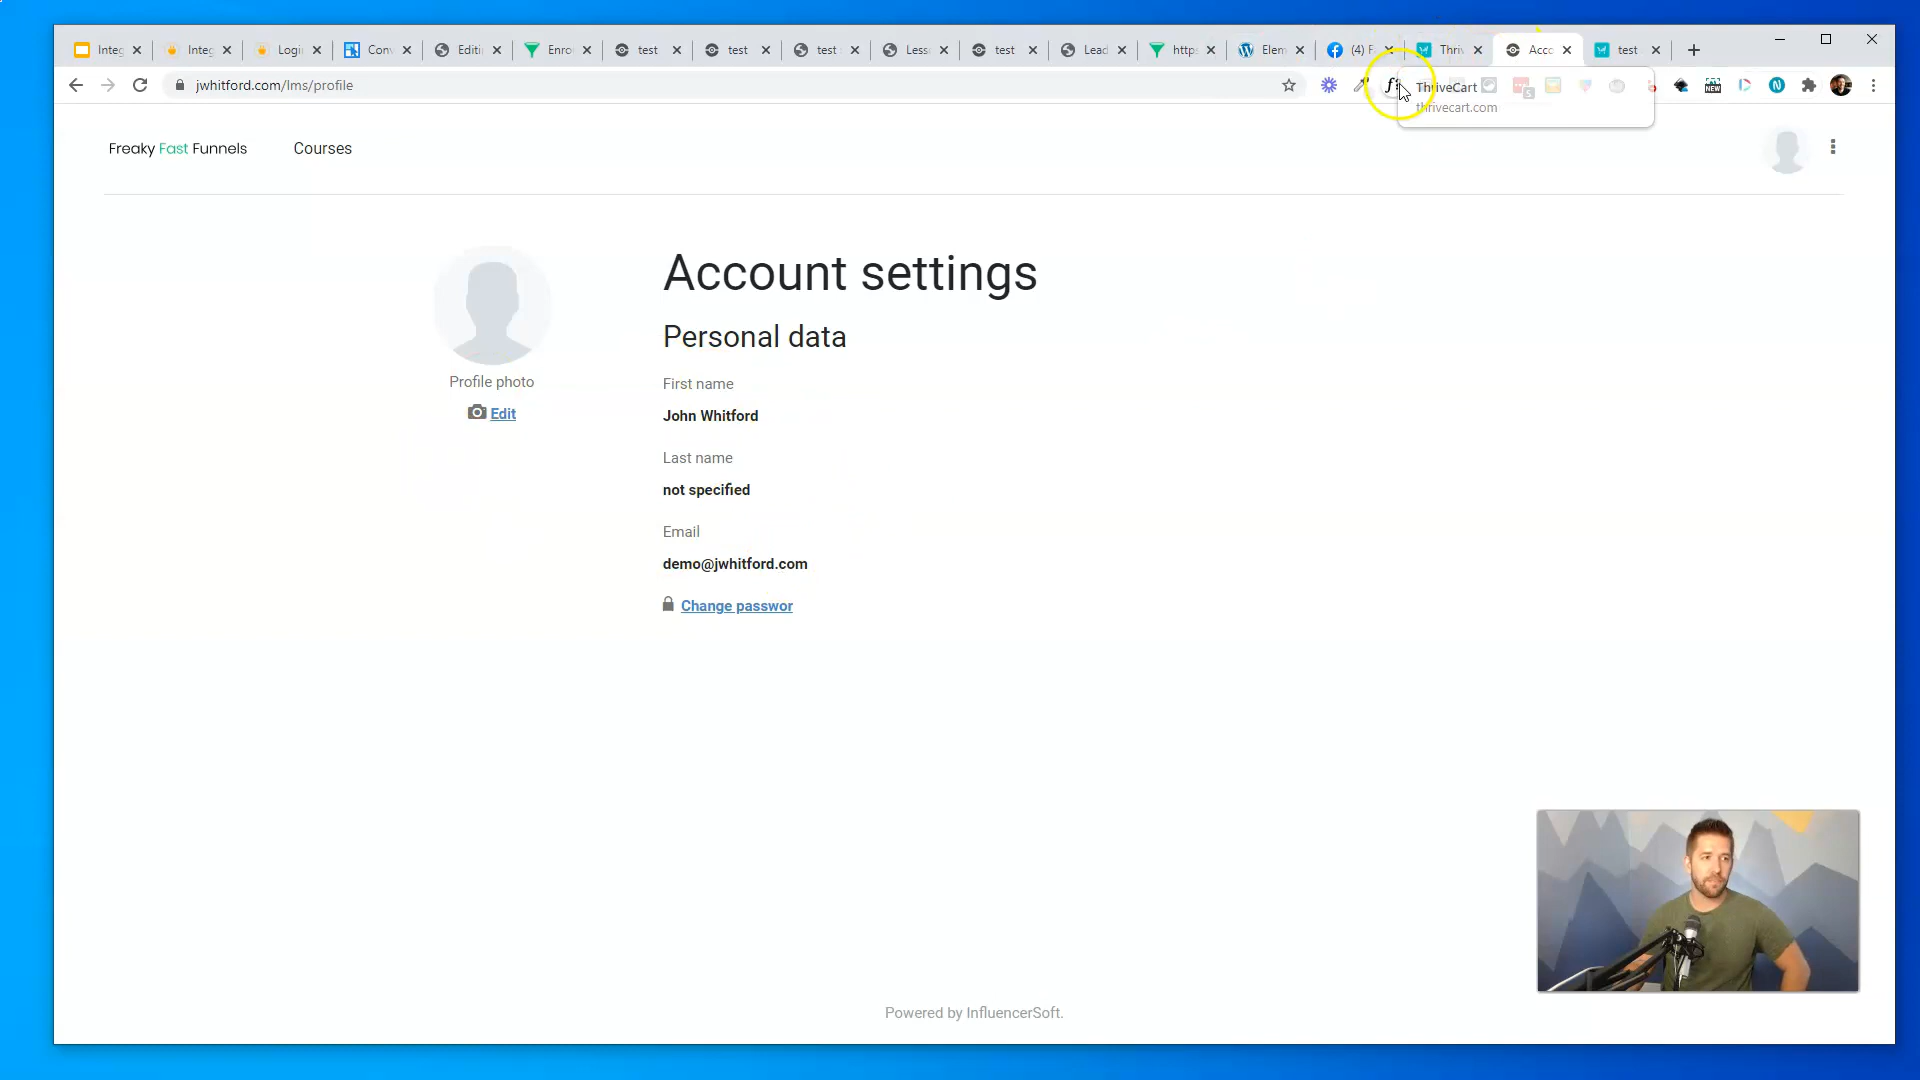 Integ
Integ
Logi
Conv
Editi
Enro
test
test
test
Less
test
Lead
https
Elem
(4) F
Thriv
Acco
test
jwhitford.com/lms/profile
ThriveCart
thrivecart.com
Freaky Fast Funnels
Courses
Account settings
Personal data
First name
John Whitford
Last name
not specified
Email
demo@jwhitford.com
Change passwor
Profile photo
Edit
Powered by InfluencerSoft.